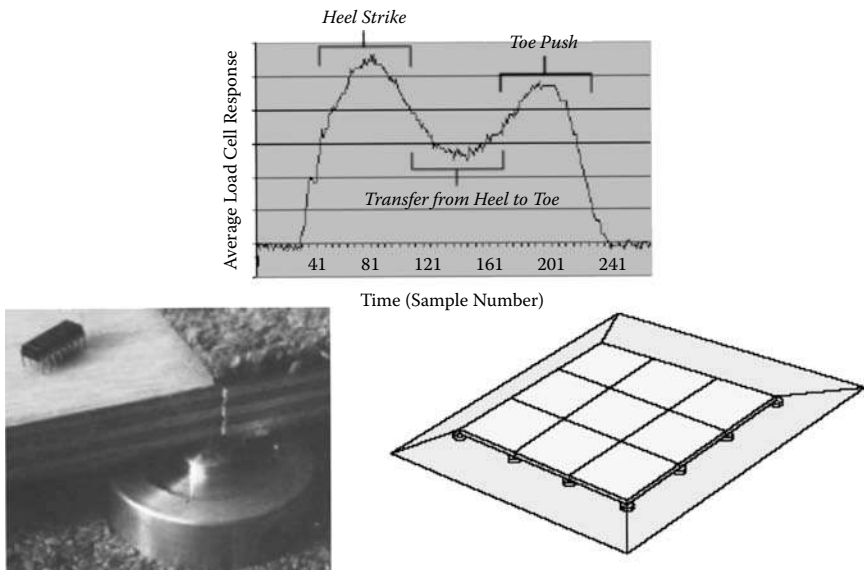 Heel Strike
Toe Push
Average Load Cell Response
Transfer from Heel to Toe
41 81 121 161 201 241
Time (Sample Number)